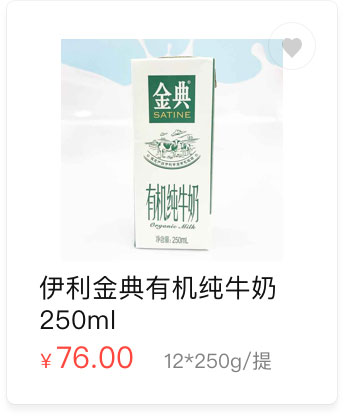 金典®
SATINE
有机纯牛奶
Organic Milk
净含量: 250mL
伊利金典有机纯牛奶
250ml
¥76.00
12*250g/提